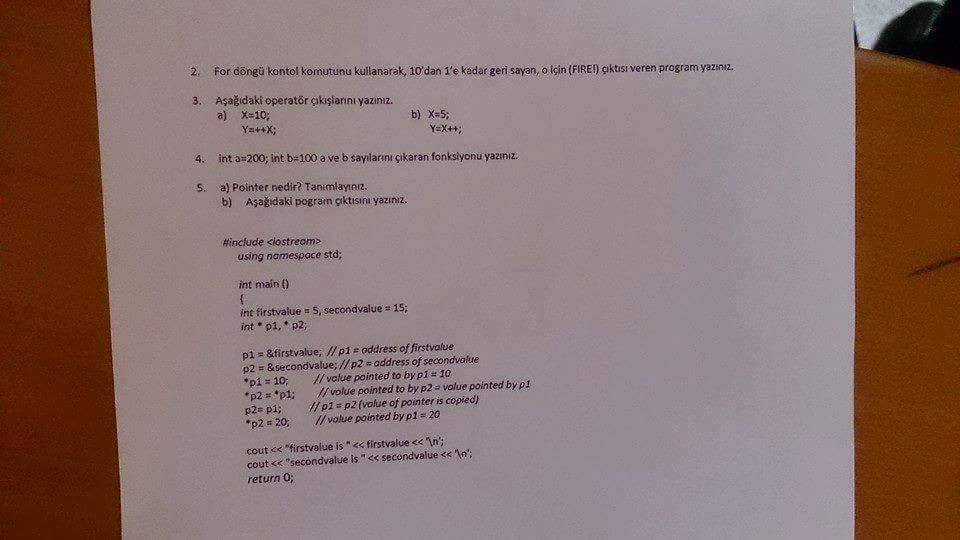 2. For döngü kontol komutunu kullanarak, 10'dan 1'e kadar geri sayan, o için (FIRE!) çıktısı veren program yazınız.
3. Aşağıdaki operatör çıkışlarını yazınız.
a) X=10; b) X=5;
Y=++X; Y=X++;
4. int a=200; int b=100 a ve b sayılarını çıkaran fonksiyonu yazınız.
5. a) Pointer nedir? Tanımlayınız.
b) Aşağıdaki pogram çıktısını yazınız.
#include <iostream>
using namespace std;
int main ()
{
int firstvalue = 5, secondvalue = 15;
int * p1, * p2;
p1 = &firstvalue; // p1 = address of firstvalue
p2 = &secondvalue; // p2 = address of secondvalue
*p1 = 10; // value pointed to by p1 = 10
*p2 = *p1; // value pointed to by p2 = value pointed by p1
p2= p1; // p1 = p2 (value of pointer is copied)
*p2 = 20; // value pointed by p1 = 20
cout << "firstvalue is " << firstvalue << '\n';
cout << "secondvalue is " << secondvalue << '\n';
return 0;